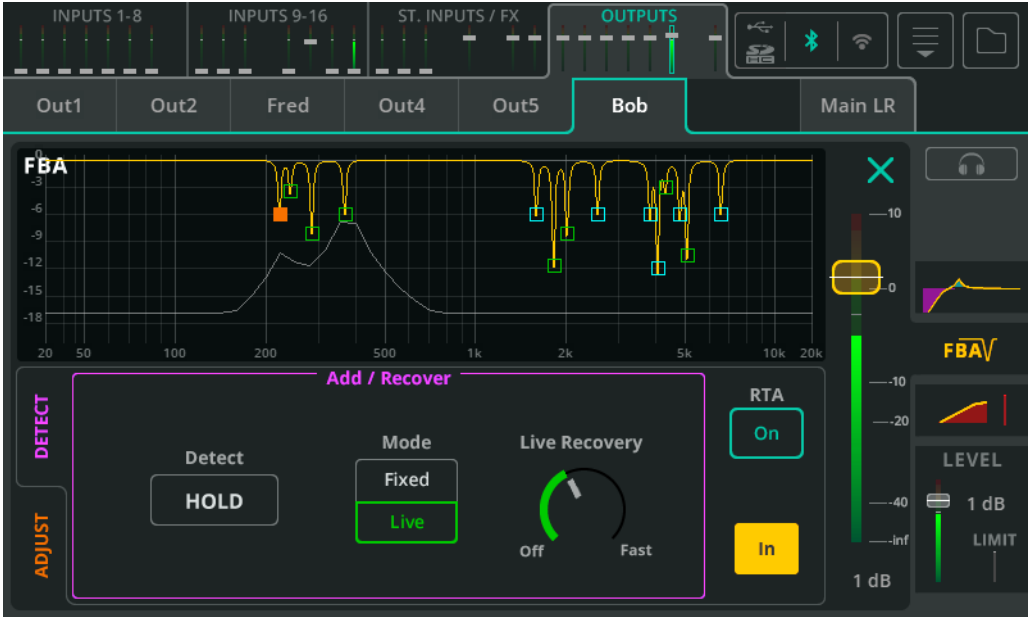 INPUTS 1-8 INPUTS 9-16 ST. INPUTS / FX OUTPUTS
SD
HC
Out1 Out2 Fred Out4 Out5 Bob Main LR
FBA
0
-3
-6
-9
-12
-15
-18
20 50 100 200 500 1k 2k 5k 10k 20k
10
0
-10
-20
-40
-inf
1 dB
FBA
LEVEL
1 dB
LIMIT
DETECT
ADJUST
Add / Recover
Detect
HOLD
Mode
Fixed
Live
Live Recovery
Off Fast
RTA
On
In